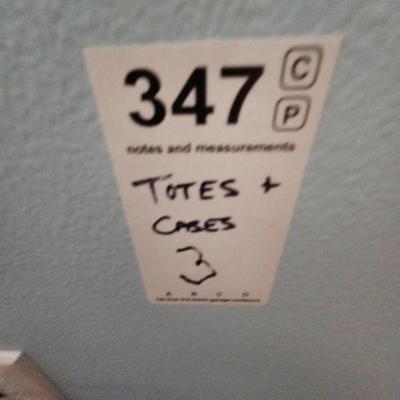 347
C
P
notes and measurements
TOTES +
CASES
3
A B C D